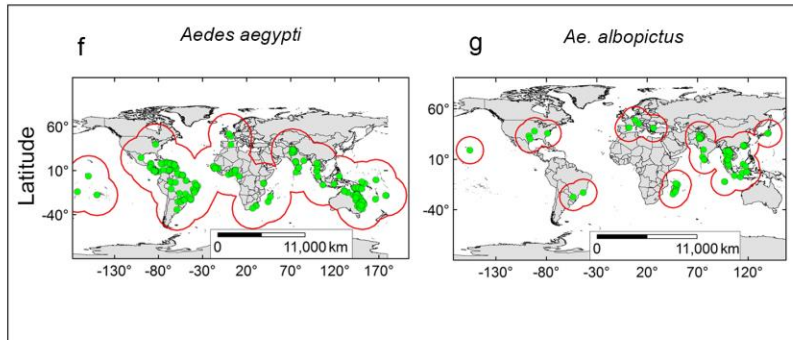 f
Aedes aegypti
g
Ae. albopictus
Latitude
60°
10°
-40°
0
11,000 km
-130° -80° -30° 20° 70° 120° 170°
60°
10°
-40°
0
11,000 km
-130° -80° -30° 20° 70° 120°